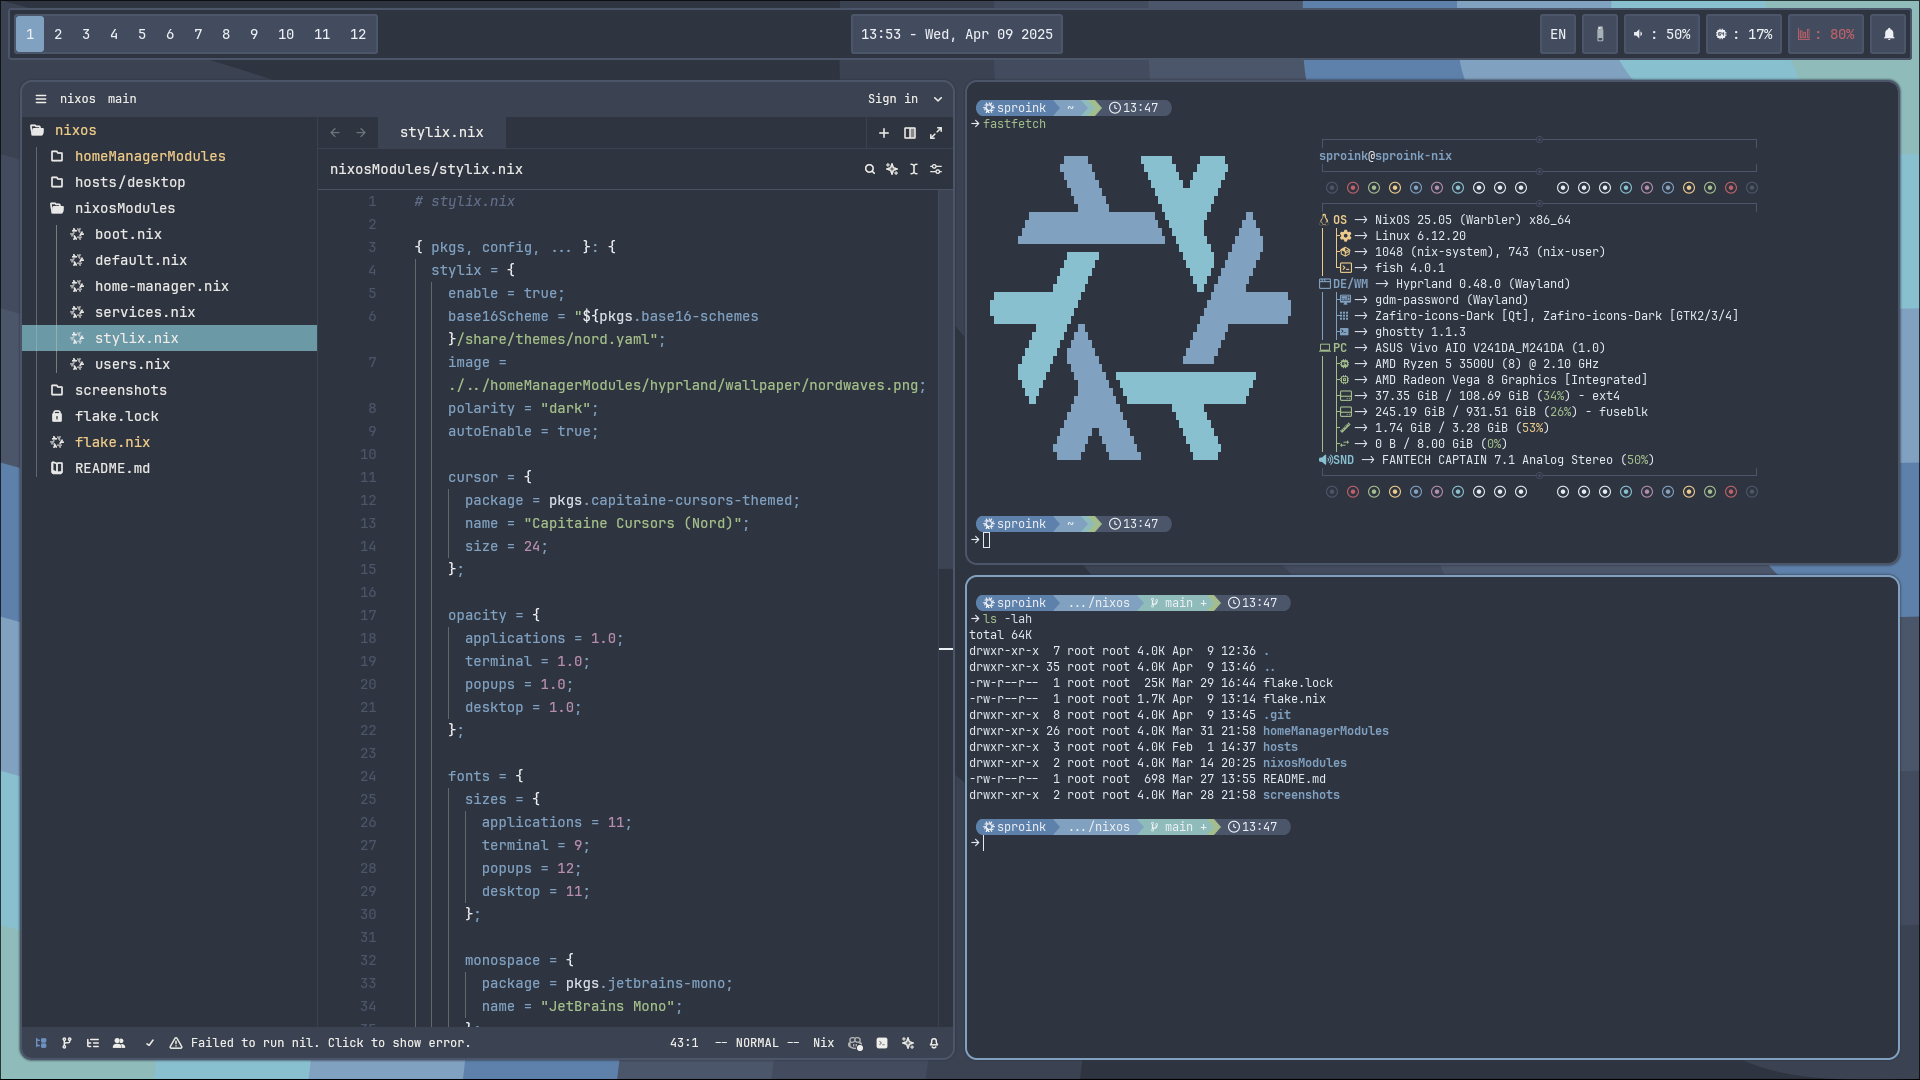 1 2 3 4 5 6 7 8 9 10 11 12
13:53 - Wed, Apr 09 2025
EN : 50% : 17% : 80%
nixos main Sign in
nixos
homeManagerModules
hosts/desktop
nixosModules
boot.nix
default.nix
home-manager.nix
services.nix
stylix.nix
users.nix
screenshots
flake.lock
flake.nix
README.md
stylix.nix
nixosModules/stylix.nix
1 # stylix.nix
2
3 { pkgs, config, ... }: {
4 stylix = {
5 enable = true;
6 base16Scheme = "${pkgs.base16-schemes
}/share/themes/nord.yaml";
7 image =
./../homeManagerModules/hyprland/wallpaper/nordwaves.png;
8 polarity = "dark";
9 autoEnable = true;
10
11 cursor = {
12 package = pkgs.capitaine-cursors-themed;
13 name = "Capitaine Cursors (Nord)";
14 size = 24;
15 };
16
17 opacity = {
18 applications = 1.0;
19 terminal = 1.0;
20 popups = 1.0;
21 desktop = 1.0;
22 };
23
24 fonts = {
25 sizes = {
26 applications = 11;
27 terminal = 9;
28 popups = 12;
29 desktop = 11;
30 };
31
32 monospace = {
33 package = pkgs.jetbrains-mono;
34 name = "JetBrains Mono";
35 };
Failed to run nil. Click to show error. 43:1 -- NORMAL -- Nix
sproink ~ 13:47
→ fastfetch
sproink@sproink-nix
OS → NixOS 25.05 (Warbler) x86_64
→ Linux 6.12.20
→ 1048 (nix-system), 743 (nix-user)
→ fish 4.0.1
DE/WM → Hyprland 0.48.0 (Wayland)
→ gdm-password (Wayland)
→ Zafiro-icons-Dark [Qt], Zafiro-icons-Dark [GTK2/3/4]
→ ghostty 1.1.3
PC → ASUS Vivo AIO V241DA_M241DA (1.0)
→ AMD Ryzen 5 3500U (8) @ 2.10 GHz
→ AMD Radeon Vega 8 Graphics [Integrated]
→ 37.35 GiB / 108.69 GiB (34%) - ext4
→ 245.19 GiB / 931.51 GiB (26%) - fuseblk
→ 1.74 GiB / 3.28 GiB (53%)
→ 0 B / 8.00 GiB (0%)
SND → FANTECH CAPTAIN 7.1 Analog Stereo (50%)
sproink ~ 13:47
→
sproink .../nixos main + 13:47
→ ls -lah
total 64K
drwxr-xr-x 7 root root 4.0K Apr 9 12:36 .
drwxr-xr-x 35 root root 4.0K Apr 9 13:46 ..
-rw-r--r-- 1 root root 25K Mar 29 16:44 flake.lock
-rw-r--r-- 1 root root 1.7K Apr 9 13:14 flake.nix
drwxr-xr-x 8 root root 4.0K Apr 9 13:45 .git
drwxr-xr-x 26 root root 4.0K Mar 31 21:58 homeManagerModules
drwxr-xr-x 3 root root 4.0K Feb 1 14:37 hosts
drwxr-xr-x 2 root root 4.0K Mar 14 20:25 nixosModules
-rw-r--r-- 1 root root 698 Mar 27 13:55 README.md
drwxr-xr-x 2 root root 4.0K Mar 28 21:58 screenshots
sproink .../nixos main + 13:47
→